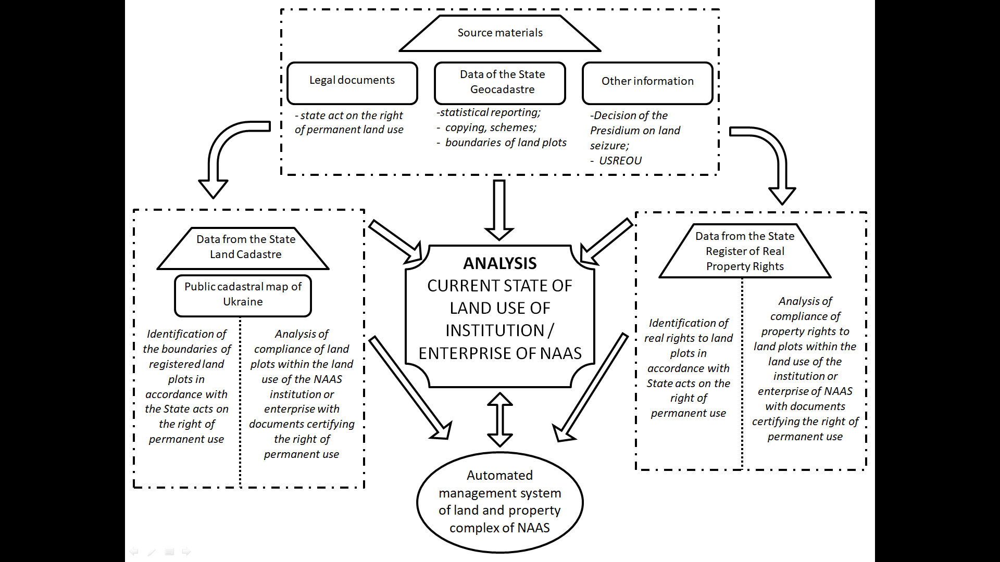 Source materials
Legal documents
Data of the State
Geocadastre
Other information
- state act on the right
of permanent land use
-statistical reporting;
- copying, schemes;
- boundaries of land plots
-Decision of the
Presidium on land
seizure;
- USREOU
Data from the State
Land Cadastre
Public cadastral map of
Ukraine
Identification of
the boundaries of
registered land
plots in
accordance with
the State acts on
the right of
permanent use
Analysis of
compliance of land
plots within the land
use of the NAAS
institution or
enterprise with
documents certifying
the right of
permanent use
ANALYSIS
CURRENT STATE OF
LAND USE OF
INSTITUTION /
ENTERPRISE OF NAAS
Data from the State
Register of Real
Property Rights
Identification of
real rights to land
plots in
accordance with
State acts on the
right of
permanent use
Analysis of
compliance of
property rights to
land plots within the
land use of the
institution or
enterprise of NAAS
with documents
certifying the right of
permanent use
Automated
management system
of land and property
complex of NAAS